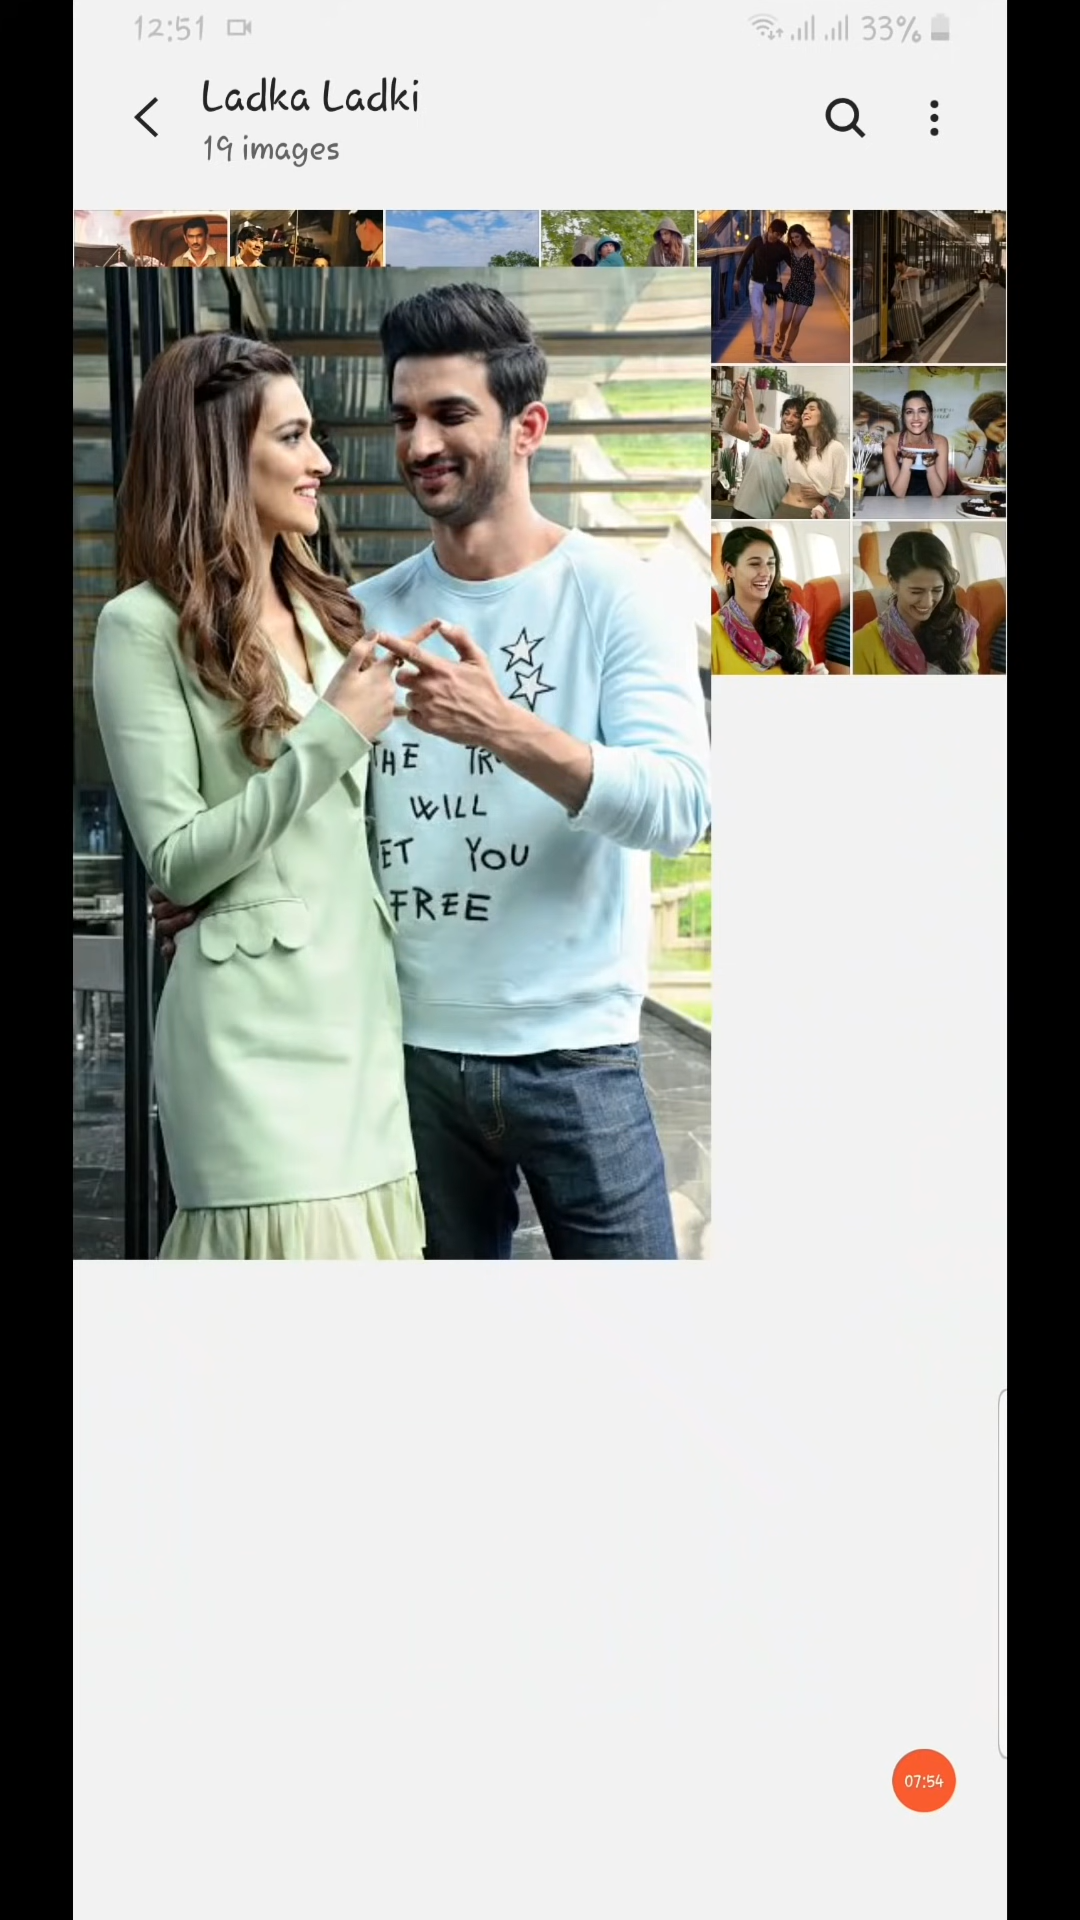 12:51
33%
Ladka Ladki
19 images
THE TR
WILL
ET YOU
FREE
07:54